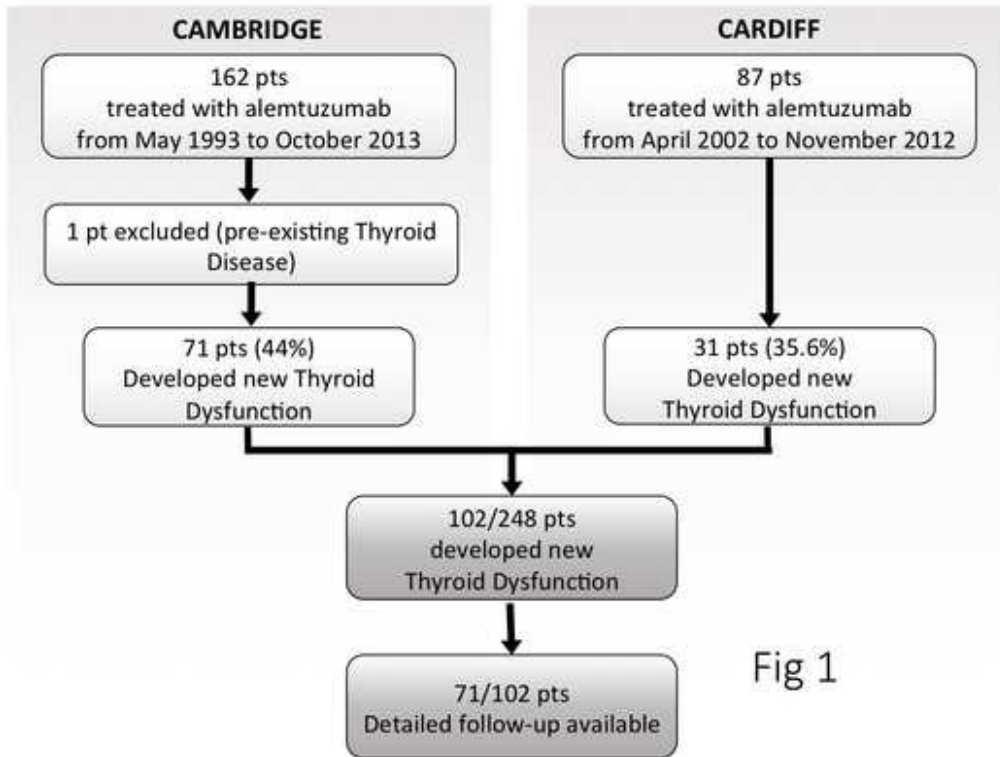 CAMBRIDGE
162 pts
treated with alemtuzumab
from May 1993 to October 2013
1 pt excluded (pre-existing Thyroid
Disease)
71 pts (44%)
Developed new Thyroid
Dysfunction
CARDIFF
87 pts
treated with alemtuzumab
from April 2002 to November 2012
31 pts (35.6%)
Developed new
Thyroid Dysfunction
102/248 pts
developed new
Thyroid Dysfunction
71/102 pts
Detailed follow-up available
Fig 1